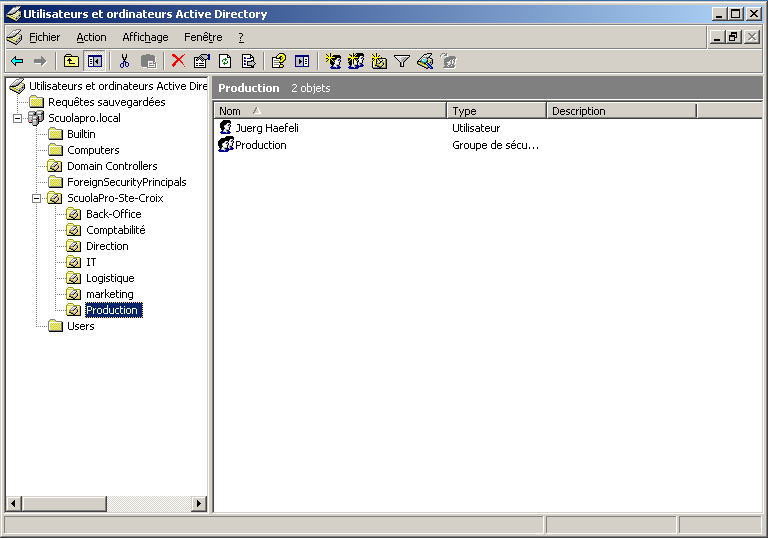 Utilisateurs et ordinateurs Active Directory
Fichier Action Affichage Fenêtre ?
Utilisateurs et ordinateurs Active Dire
Requêtes sauvegardées
Scuolapro.local
Builtin
Computers
Domain Controllers
ForeignSecurityPrincipals
ScuolaPro-Ste-Croix
Back-Office
Comptabilité
Direction
IT
Logistique
marketing
Production
Users
Production 2 objets
Nom Type Description
Juerg Haefeli Utilisateur
Production Groupe de sécu...